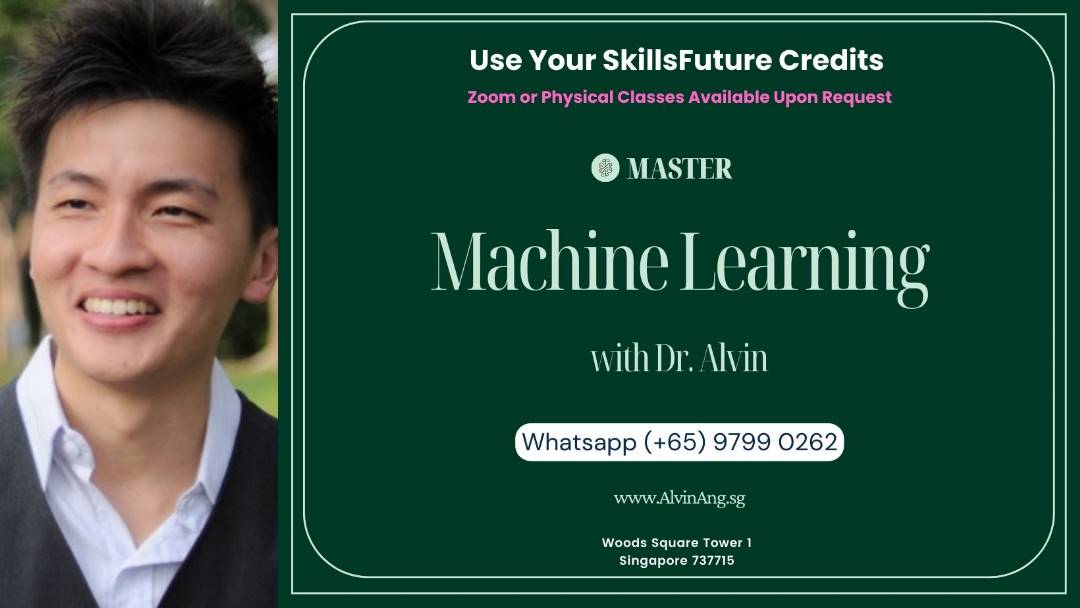 Use Your SkillsFuture Credits
Zoom or Physical Classes Available Upon Request
MASTER
Machine Learning
with Dr. Alvin
Whatsapp (+65) 9799 0262
www.AlvinAng.sg
Woods Square Tower 1
Singapore 737715